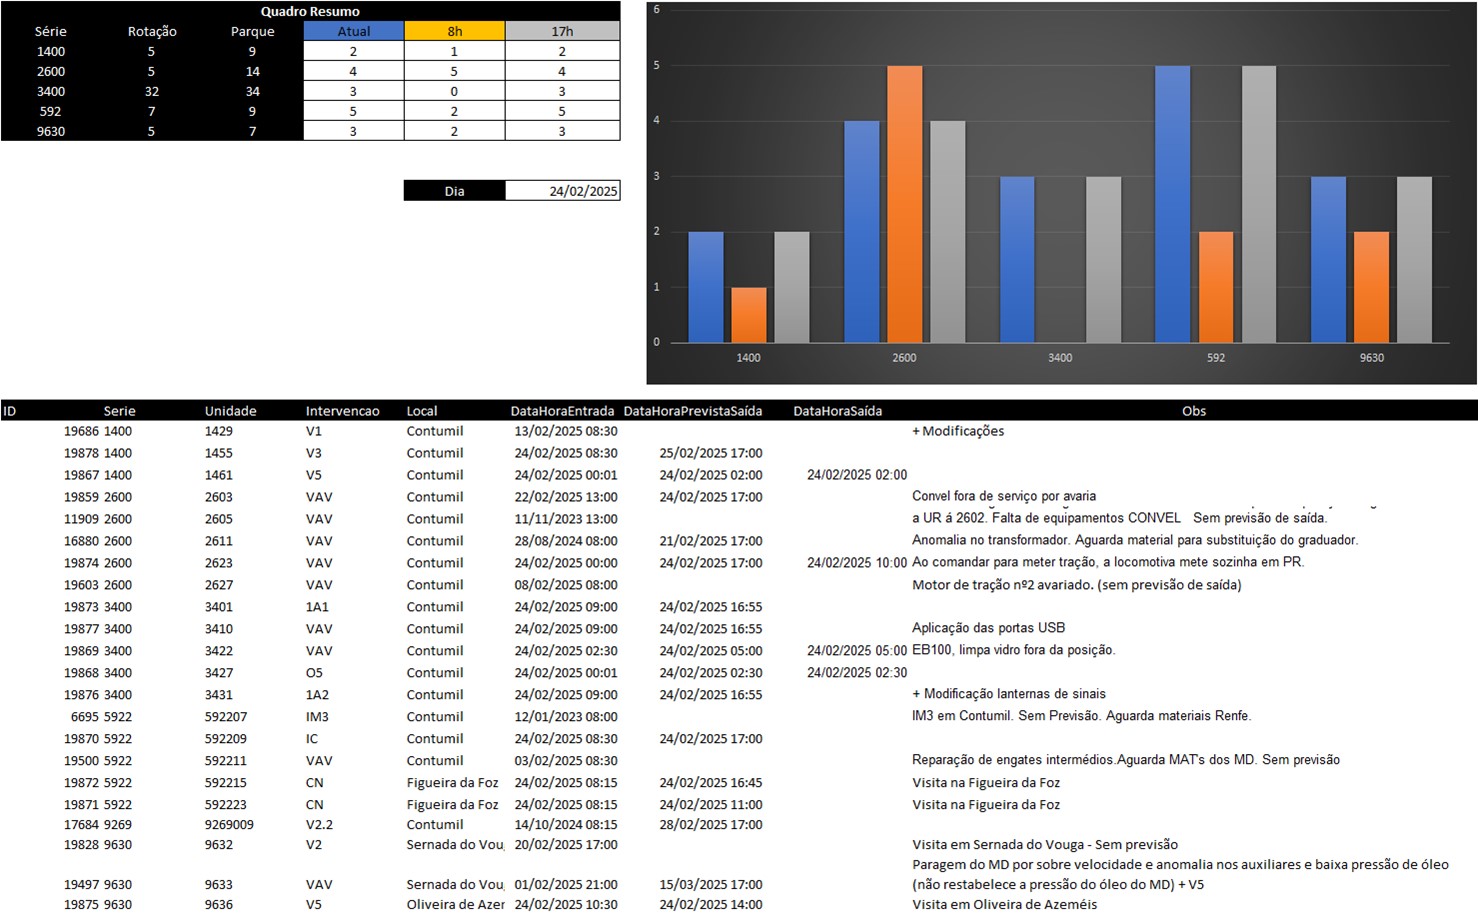 Quadro Resumo
Série Rotação Parque Atual 8h 17h
1400 5 9 2 1 2
2600 5 14 4 5 4
3400 32 34 3 0 3
592 7 9 5 2 5
9630 5 7 3 2 3
Dia 24/02/2025
6
5
4
3
2
1
0
1400 2600 3400 592 9630
ID Serie Unidade Intervencao Local DataHoraEntrada DataHoraPrevistaSaída DataHoraSaída Obs
19686 1400 1429 V1 Contumil 13/02/2025 08:30 + Modificações
19878 1400 1455 V3 Contumil 24/02/2025 08:30 25/02/2025 17:00
19867 1400 1461 V5 Contumil 24/02/2025 00:01 24/02/2025 02:00 24/02/2025 02:00
19859 2600 2603 VAV Contumil 22/02/2025 13:00 24/02/2025 17:00 Convel fora de serviço por avaria
11909 2600 2605 VAV Contumil 11/11/2023 13:00 a UR á 2602. Falta de equipamentos CONVEL Sem previsão de saída.
16880 2600 2611 VAV Contumil 28/08/2024 08:00 21/02/2025 17:00 Anomalia no transformador. Aguarda material para substituição do graduador.
19874 2600 2623 VAV Contumil 24/02/2025 00:00 24/02/2025 17:00 24/02/2025 10:00 Ao comandar para meter tração, a locomotiva mete sozinha em PR.
19603 2600 2627 VAV Contumil 08/02/2025 08:00 Motor de tração nº2 avariado. (sem previsão de saída)
19873 3400 3401 1A1 Contumil 24/02/2025 09:00 24/02/2025 16:55
19877 3400 3410 VAV Contumil 24/02/2025 09:00 24/02/2025 16:55 Aplicação das portas USB
19869 3400 3422 VAV Contumil 24/02/2025 02:30 24/02/2025 05:00 24/02/2025 05:00 EB100, limpa vidro fora da posição.
19868 3400 3427 O5 Contumil 24/02/2025 00:01 24/02/2025 02:30 24/02/2025 02:30
19876 3400 3431 1A2 Contumil 24/02/2025 09:00 24/02/2025 16:55 + Modificação lanternas de sinais
6695 5922 592207 IM3 Contumil 12/01/2023 08:00 IM3 em Contumil. Sem Previsão. Aguarda materiais Renfe.
19870 5922 592209 IC Contumil 24/02/2025 08:30 24/02/2025 17:00
19500 5922 592211 VAV Contumil 03/02/2025 08:30 Reparação de engates intermédios.Aguarda MAT's dos MD. Sem previsão
19872 5922 592215 CN Figueira da Foz 24/02/2025 08:15 24/02/2025 16:45 Visita na Figueira da Foz
19871 5922 592223 CN Figueira da Foz 24/02/2025 08:15 24/02/2025 11:00 Visita na Figueira da Foz
17684 9269 9269009 V2.2 Contumil 14/10/2024 08:15 28/02/2025 17:00
19828 9630 9632 V2 Sernada do Vou 20/02/2025 17:00 Visita em Sernada do Vouga - Sem previsão
Paragem do MD por sobre velocidade e anomalia nos auxiliares e baixa pressão de óleo
19497 9630 9633 VAV Sernada do Vou 01/02/2025 21:00 15/03/2025 17:00 (não restabelece a pressão do óleo do MD) + V5
19875 9630 9636 V5 Oliveira de Azer 24/02/2025 10:30 24/02/2025 14:00 Visita em Oliveira de Azeméis